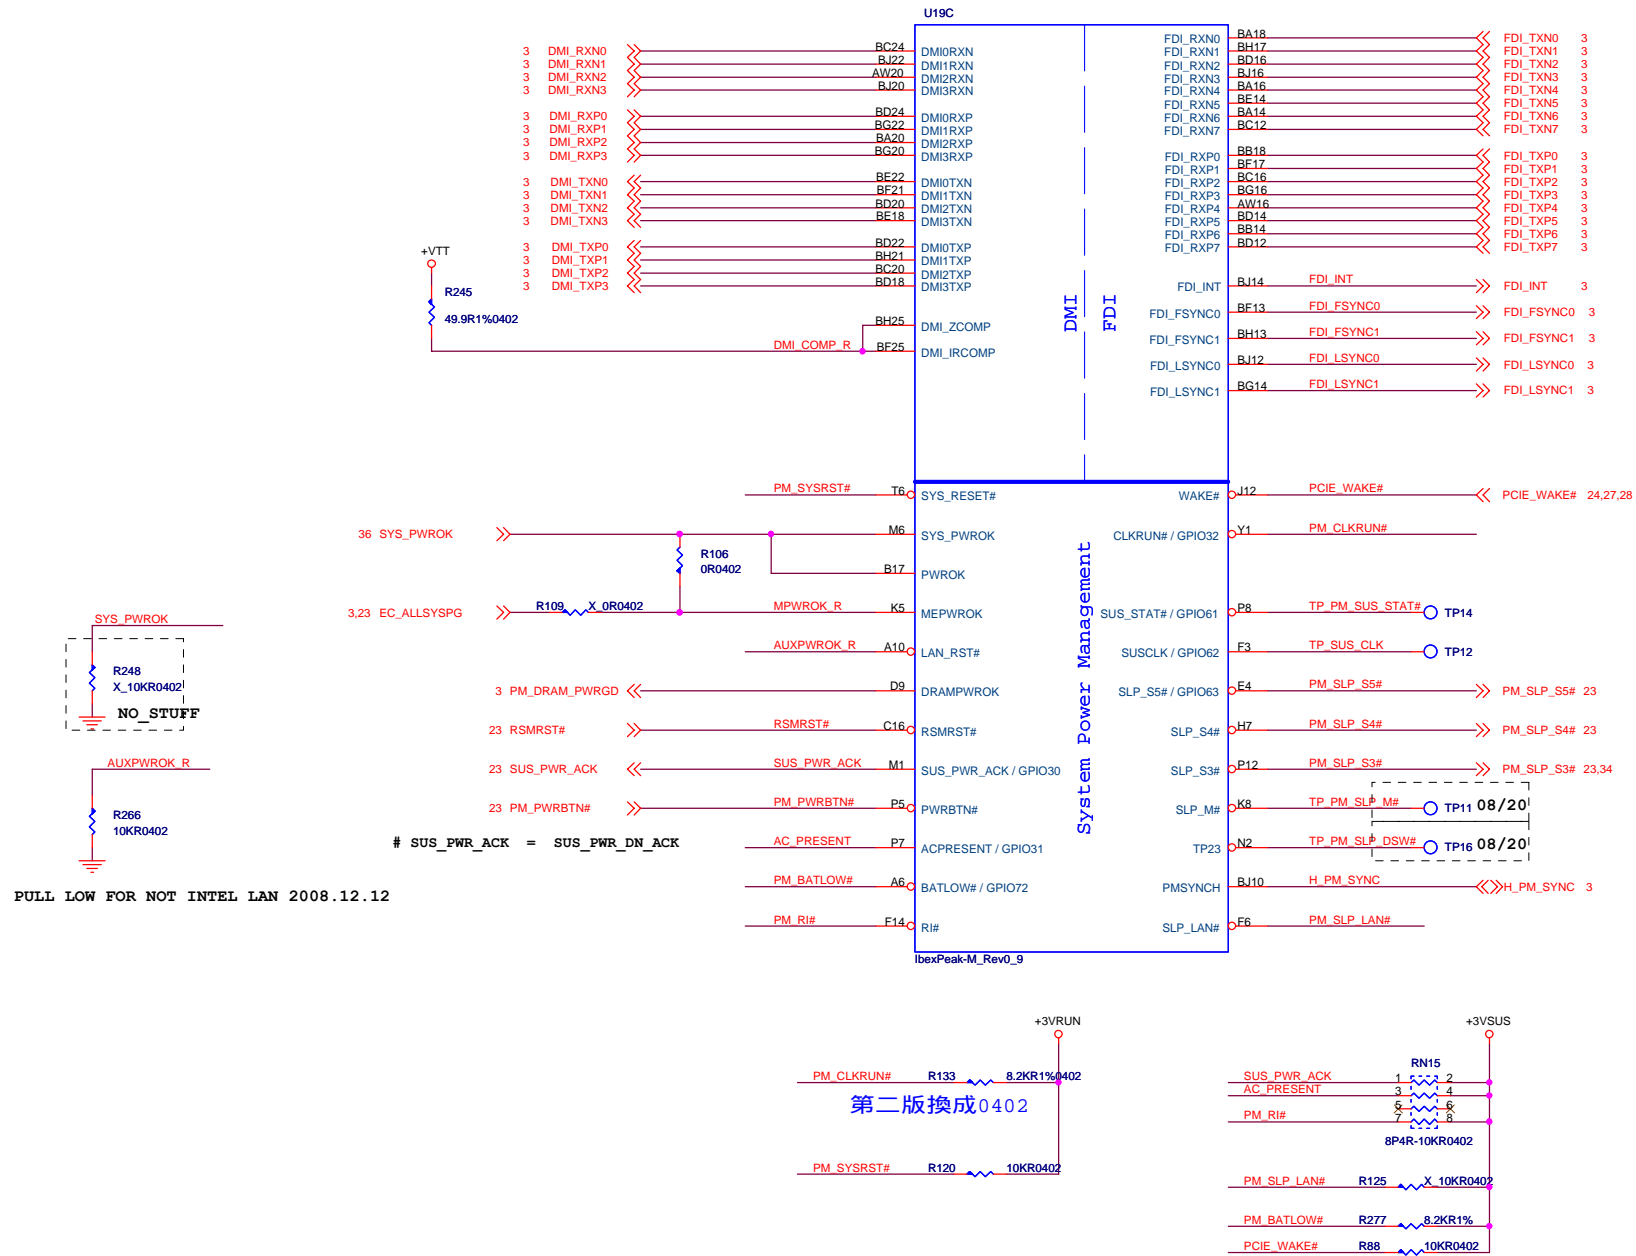 U19C
3 DMI_RXN0 BC24 DMI0RXN
3 DMI_RXN1 BJ22 DMI1RXN
3 DMI_RXN2 AW20 DMI2RXN
3 DMI_RXN3 BJ20 DMI3RXN
3 DMI_RXP0 BD24 DMI0RXP
3 DMI_RXP1 BG22 DMI1RXP
3 DMI_RXP2 BA20 DMI2RXP
3 DMI_RXP3 BG20 DMI3RXP
3 DMI_TXN0 BE22 DMI0TXN
3 DMI_TXN1 BF21 DMI1TXN
3 DMI_TXN2 BD20 DMI2TXN
3 DMI_TXN3 BE18 DMI3TXN
3 DMI_TXP0 BD22 DMI0TXP
3 DMI_TXP1 BH21 DMI1TXP
3 DMI_TXP2 BC20 DMI2TXP
3 DMI_TXP3 BD18 DMI3TXP
+VTT
R245
49.9R1%0402
BH25 DMI_ZCOMP
DMI_COMP_R BF25 DMI_IRCOMP
DMI
FDI
FDI_RXN0 BA18 FDI_TXN0 3
FDI_RXN1 BH17 FDI_TXN1 3
FDI_RXN2 BD16 FDI_TXN2 3
FDI_RXN3 BJ16 FDI_TXN3 3
FDI_RXN4 BA16 FDI_TXN4 3
FDI_RXN5 BE14 FDI_TXN5 3
FDI_RXN6 BA14 FDI_TXN6 3
FDI_RXN7 BC12 FDI_TXN7 3
FDI_RXP0 BB18 FDI_TXP0 3
FDI_RXP1 BF17 FDI_TXP1 3
FDI_RXP2 BC16 FDI_TXP2 3
FDI_RXP3 BG16 FDI_TXP3 3
FDI_RXP4 AW16 FDI_TXP4 3
FDI_RXP5 BD14 FDI_TXP5 3
FDI_RXP6 BB14 FDI_TXP6 3
FDI_RXP7 BD12 FDI_TXP7 3
FDI_INT BJ14 FDI_INT FDI_INT 3
FDI_FSYNC0 BF13 FDI_FSYNC0 FDI_FSYNC0 3
FDI_FSYNC1 BH13 FDI_FSYNC1 FDI_FSYNC1 3
FDI_LSYNC0 BJ12 FDI_LSYNC0 FDI_LSYNC0 3
FDI_LSYNC1 BG14 FDI_LSYNC1 FDI_LSYNC1 3
PM_SYSRST# T6 SYS_RESET#
36 SYS_PWROK M6 SYS_PWROK
R106
0R0402
B17 PWROK
3,23 EC_ALLSYSPG R109 X_0R0402 MPWROK_R K5 MEPWROK
AUXPWROK_R A10 LAN_RST#
3 PM_DRAM_PWRGD D9 DRAMPWROK
23 RSMRST# RSMRST# C16 RSMRST#
23 SUS_PWR_ACK SUS_PWR_ACK M1 SUS_PWR_ACK / GPIO30
23 PM_PWRBTN# PM_PWRBTN# P5 PWRBTN#
# SUS_PWR_ACK = SUS_PWR_DN_ACK
AC_PRESENT P7 ACPRESENT / GPIO31
PM_BATLOW# A6 BATLOW# / GPIO72
PM_RI# F14 RI#
System Power Management
WAKE# J12 PCIE_WAKE# PCIE_WAKE# 24,27,28
CLKRUN# / GPIO32 Y1 PM_CLKRUN#
SUS_STAT# / GPIO61 P8 TP_PM_SUS_STAT# TP14
SUSCLK / GPIO62 F3 TP_SUS_CLK TP12
SLP_S5# / GPIO63 E4 PM_SLP_S5# PM_SLP_S5# 23
SLP_S4# H7 PM_SLP_S4# PM_SLP_S4# 23
SLP_S3# P12 PM_SLP_S3# PM_SLP_S3# 23,34
SLP_M# K8 TP_PM_SLP_M# TP11 08/20
TP23 N2 TP_PM_SLP_DSW# TP16 08/20
PMSYNCH BJ10 H_PM_SYNC H_PM_SYNC 3
SLP_LAN# F6 PM_SLP_LAN#
IbexPeak-M_Rev0_9
SYS_PWROK
R248
X_10KR0402
NO_STUFF
AUXPWROK_R
R266
10KR0402
PULL LOW FOR NOT INTEL LAN 2008.12.12
+3VRUN
PM_CLKRUN# R133 8.2KR1%0402
第二版換成0402
PM_SYSRST# R120 10KR0402
+3VSUS
RN15
SUS_PWR_ACK 1 2
AC_PRESENT 3 4
5 6
PM_RI# 7 8
8P4R-10KR0402
PM_SLP_LAN# R125 X_10KR0402
PM_BATLOW# R277 8.2KR1%
PCIE_WAKE# R88 10KR0402